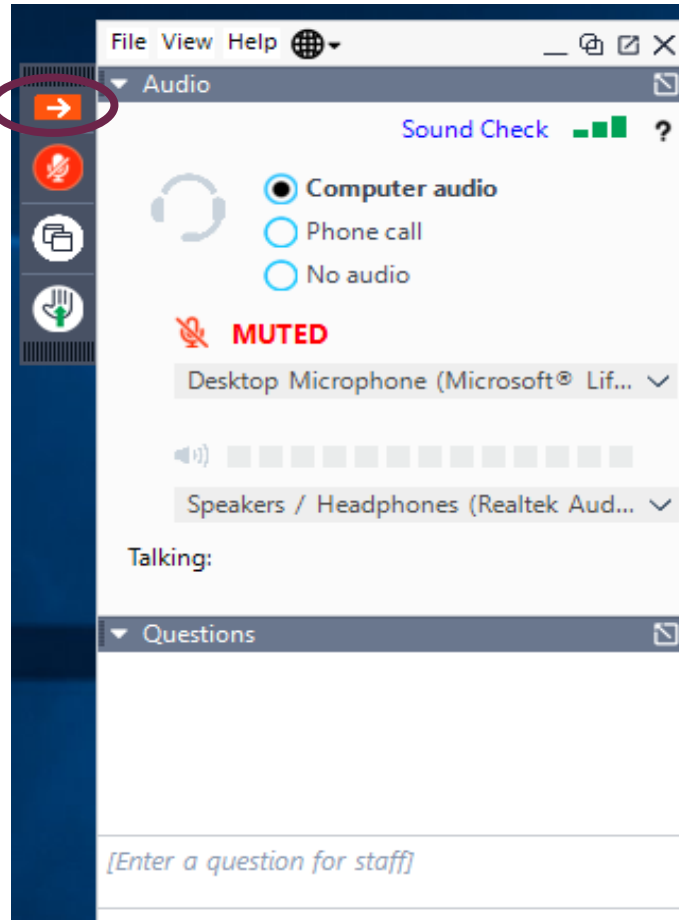 File View Help
Audio
Sound Check ?
Computer audio
Phone call
No audio
MUTED
Desktop Microphone (Microsoft® Lif...
Speakers / Headphones (Realtek Aud...
Talking:
Questions
[Enter a question for staff]